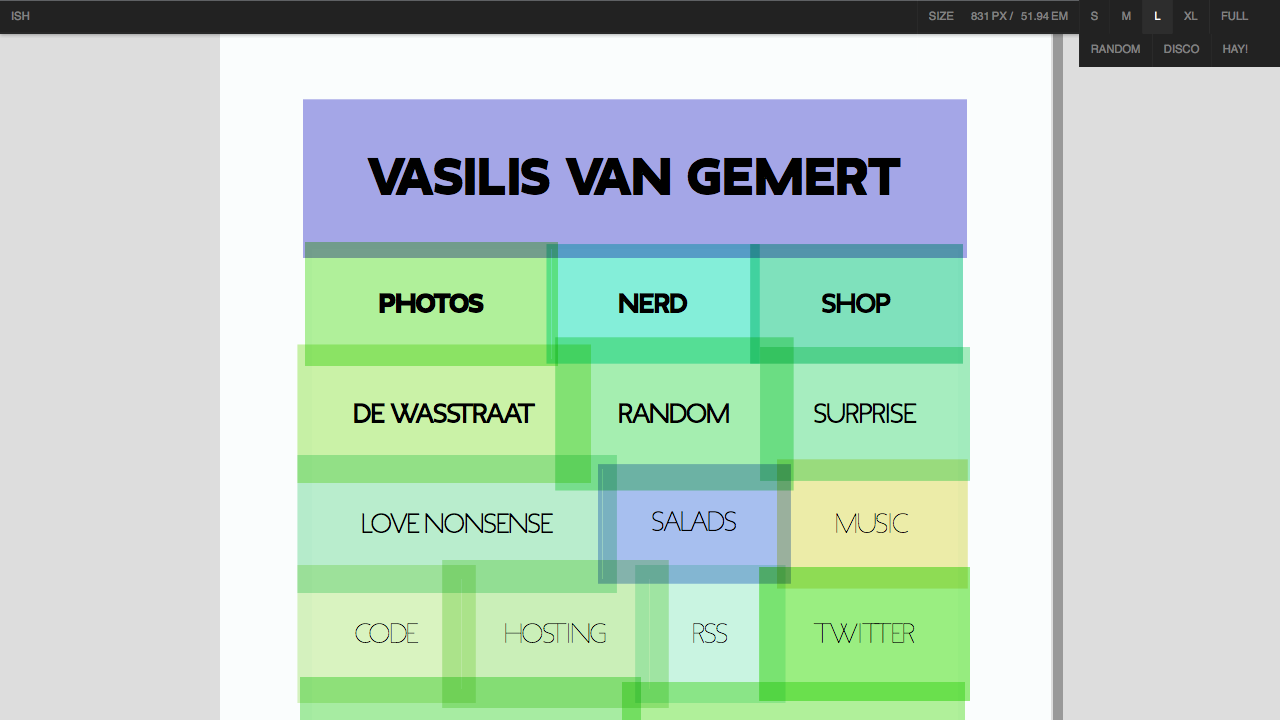 ISH SIZE 831 PX / 51.94 EM S M L XL FULL
RANDOM DISCO HAY!
VASILIS VAN GEMERT
PHOTOS NERD SHOP
DE WASSTRAAT RANDOM SURPRISE
LOVE NONSENSE SALADS MUSIC
CODE HOSTING RSS TWITTER